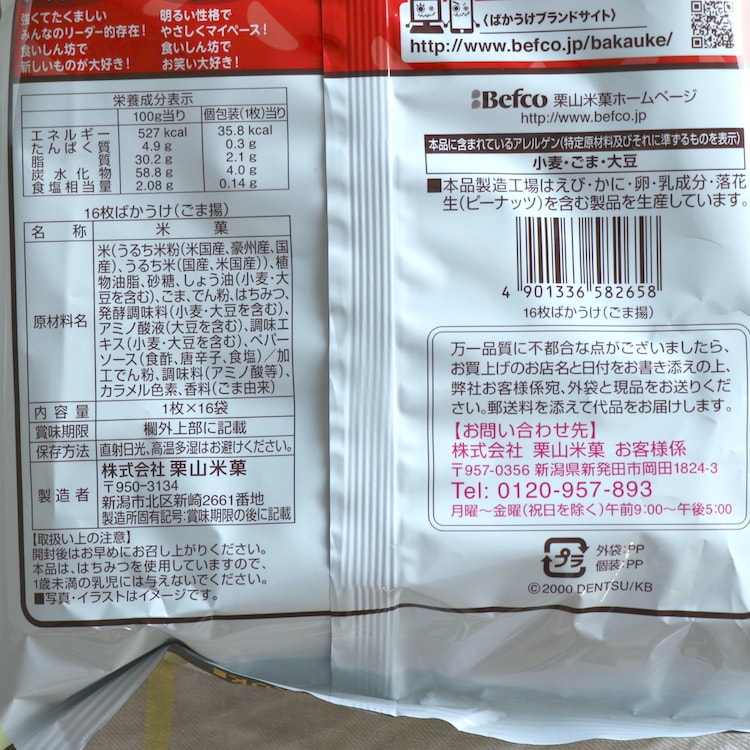 強くてたくましい
みんなのリーダー的存在!
食いしん坊で
新しいものが大好き!
明るい性格で
やさしくマイペース!
食いしん坊で
お笑い大好き!
栄養成分表示
100g当り 個包装(1枚)当り
エネルギー 527 kcal 35.8 kcal
たんぱく質 4.9 g 0.3 g
脂質 30.2 g 2.1 g
炭水化物 58.8 g 4.0 g
食塩相当量 2.08 g 0.14 g
16枚ばかうけ(ごま揚)
名称 米菓
原材料名 米(うるち米粉(米国産、豪州産、国
産)、うるち米(国産、米国産))、植
物油脂、砂糖、しょう油(小麦・大
豆を含む)、ごま、でん粉、はちみつ、
発酵調味料(小麦・大豆を含む)、
アミノ酸液(大豆を含む)、調味エ
キス(小麦・大豆を含む)、ペパー
ソース(食酢、唐辛子、食塩)/加
工でん粉、調味料(アミノ酸等)、
カラメル色素、香料(ごま由来)
内容量 1枚×16袋
賞味期限 欄外上部に記載
保存方法 直射日光、高温多湿はお避けください。
製造者 株式会社 栗山米菓
〒950-3134
新潟市北区新崎2661番地
製造所固有記号:賞味期限の後に記載
【取扱い上の注意】
開封後はお早めにお召し上がりください。
本品は、はちみつを使用していますので、
1歳未満の乳児には与えないでください。
■写真・イラストはイメージです。
〈ばかうけブランドサイト〉
http://www.befco.jp/bakauke/
Befco 栗山米菓ホームページ
http://www.befco.jp
本品に含まれているアレルゲン(特定原材料及びそれに準ずるものを表示)
小麦・ごま・大豆
■本品製造工場はえび・かに・卵・乳成分・落花
生(ピーナッツ)を含む製品を生産しています。
4 901336 582658
16枚ばかうけ(ごま揚)
万一品質に不都合な点がございましたら、
お買上げのお店名と日付をお書き添えの上、
弊社お客様係宛、外袋と現品をお送りくだ
さい。郵送料を添えて代品をお届けします。
【お問い合わせ先】
株式会社 栗山米菓 お客様係
〒957-0356 新潟県新発田市岡田1824-3
Tel: 0120-957-893
月曜〜金曜(祝日を除く)午前9:00〜午後5:00
プラ
外袋:PP
個装:PP
©2000 DENTSU/KB